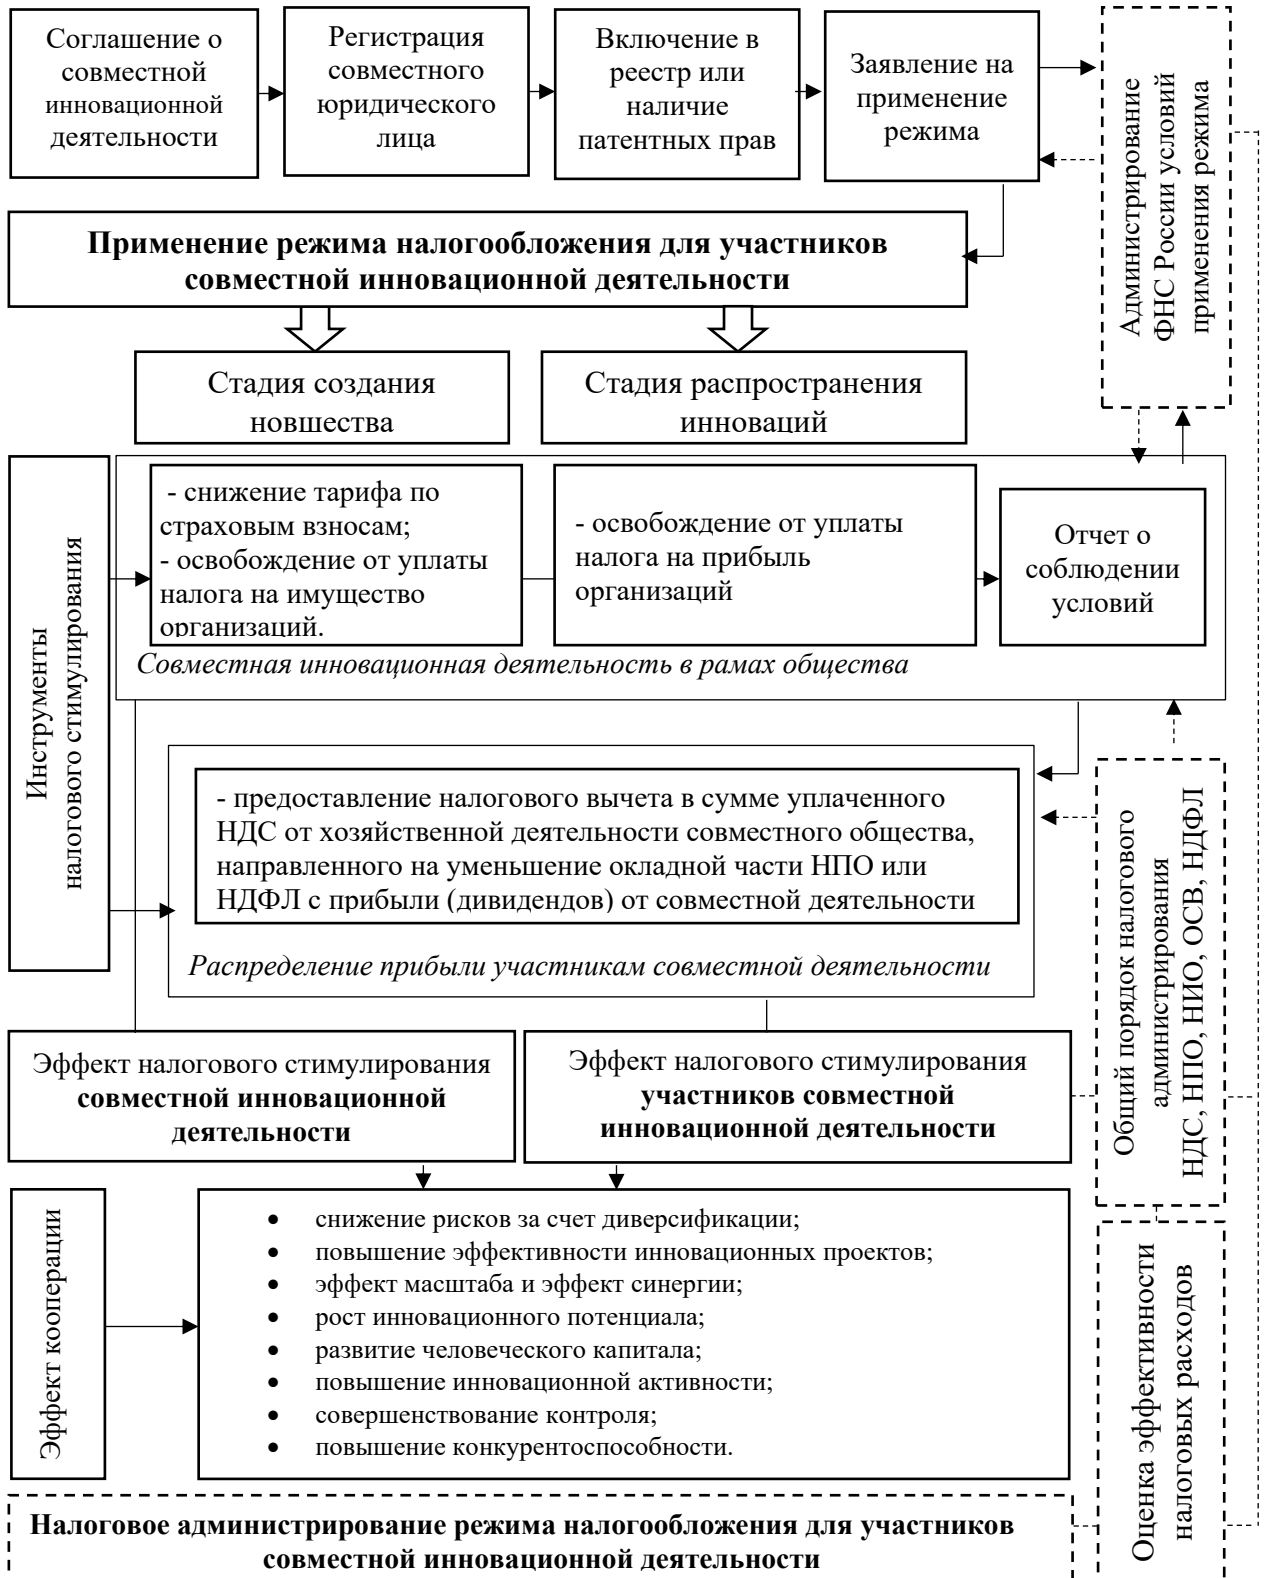 Соглашение о
совместной
инновационной
деятельности
Регистрация
совместного
юридического
лица
Включение в
реестр или
наличие
патентных прав
Заявление на
применение
режима
Администрирование
ФНС России условий
применения режима
Применение режима налогообложения для участников
совместной инновационной деятельности
Стадия создания
новшества
Стадия распространения
инноваций
Инструменты
налогового стимулирования
- снижение тарифа по
страховым взносам;
- освобождение от уплаты
налога на имущество
организаций.
- освобождение от уплаты
налога на прибыль
организаций
Отчет о
соблюдении
условий
Совместная инновационная деятельность в рамах общества
- предоставление налогового вычета в сумме уплаченного
НДС от хозяйственной деятельности совместного общества,
направленного на уменьшение окладной части НПО или
НДФЛ с прибыли (дивидендов) от совместной деятельности
Распределение прибыли участникам совместной деятельности
Общий порядок налогового
администрирования
НДС, НПО, НИО, ОСВ, НДФЛ
Эффект налогового стимулирования
совместной инновационной
деятельности
Эффект налогового стимулирования
участников совместной
инновационной деятельности
Эффект кооперации
• снижение рисков за счет диверсификации;
• повышение эффективности инновационных проектов;
• эффект масштаба и эффект синергии;
• рост инновационного потенциала;
• развитие человеческого капитала;
• повышение инновационной активности;
• совершенствование контроля;
• повышение конкурентоспособности.
Оценка эффективности
налоговых расходов
Налоговое администрирование режима налогообложения для участников
совместной инновационной деятельности